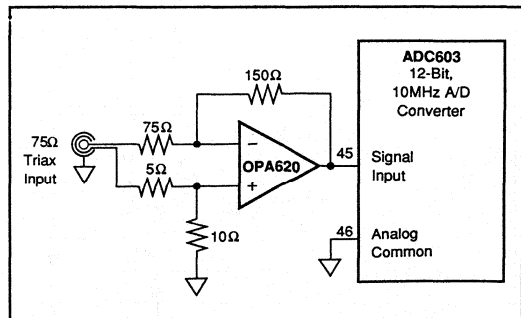 150Ω
75Ω
75Ω
Triax
Input
5Ω
10Ω
−
+
OPA620
45
46
ADC603
12-Bit,
10MHz A/D
Converter
Signal
Input
Analog
Common